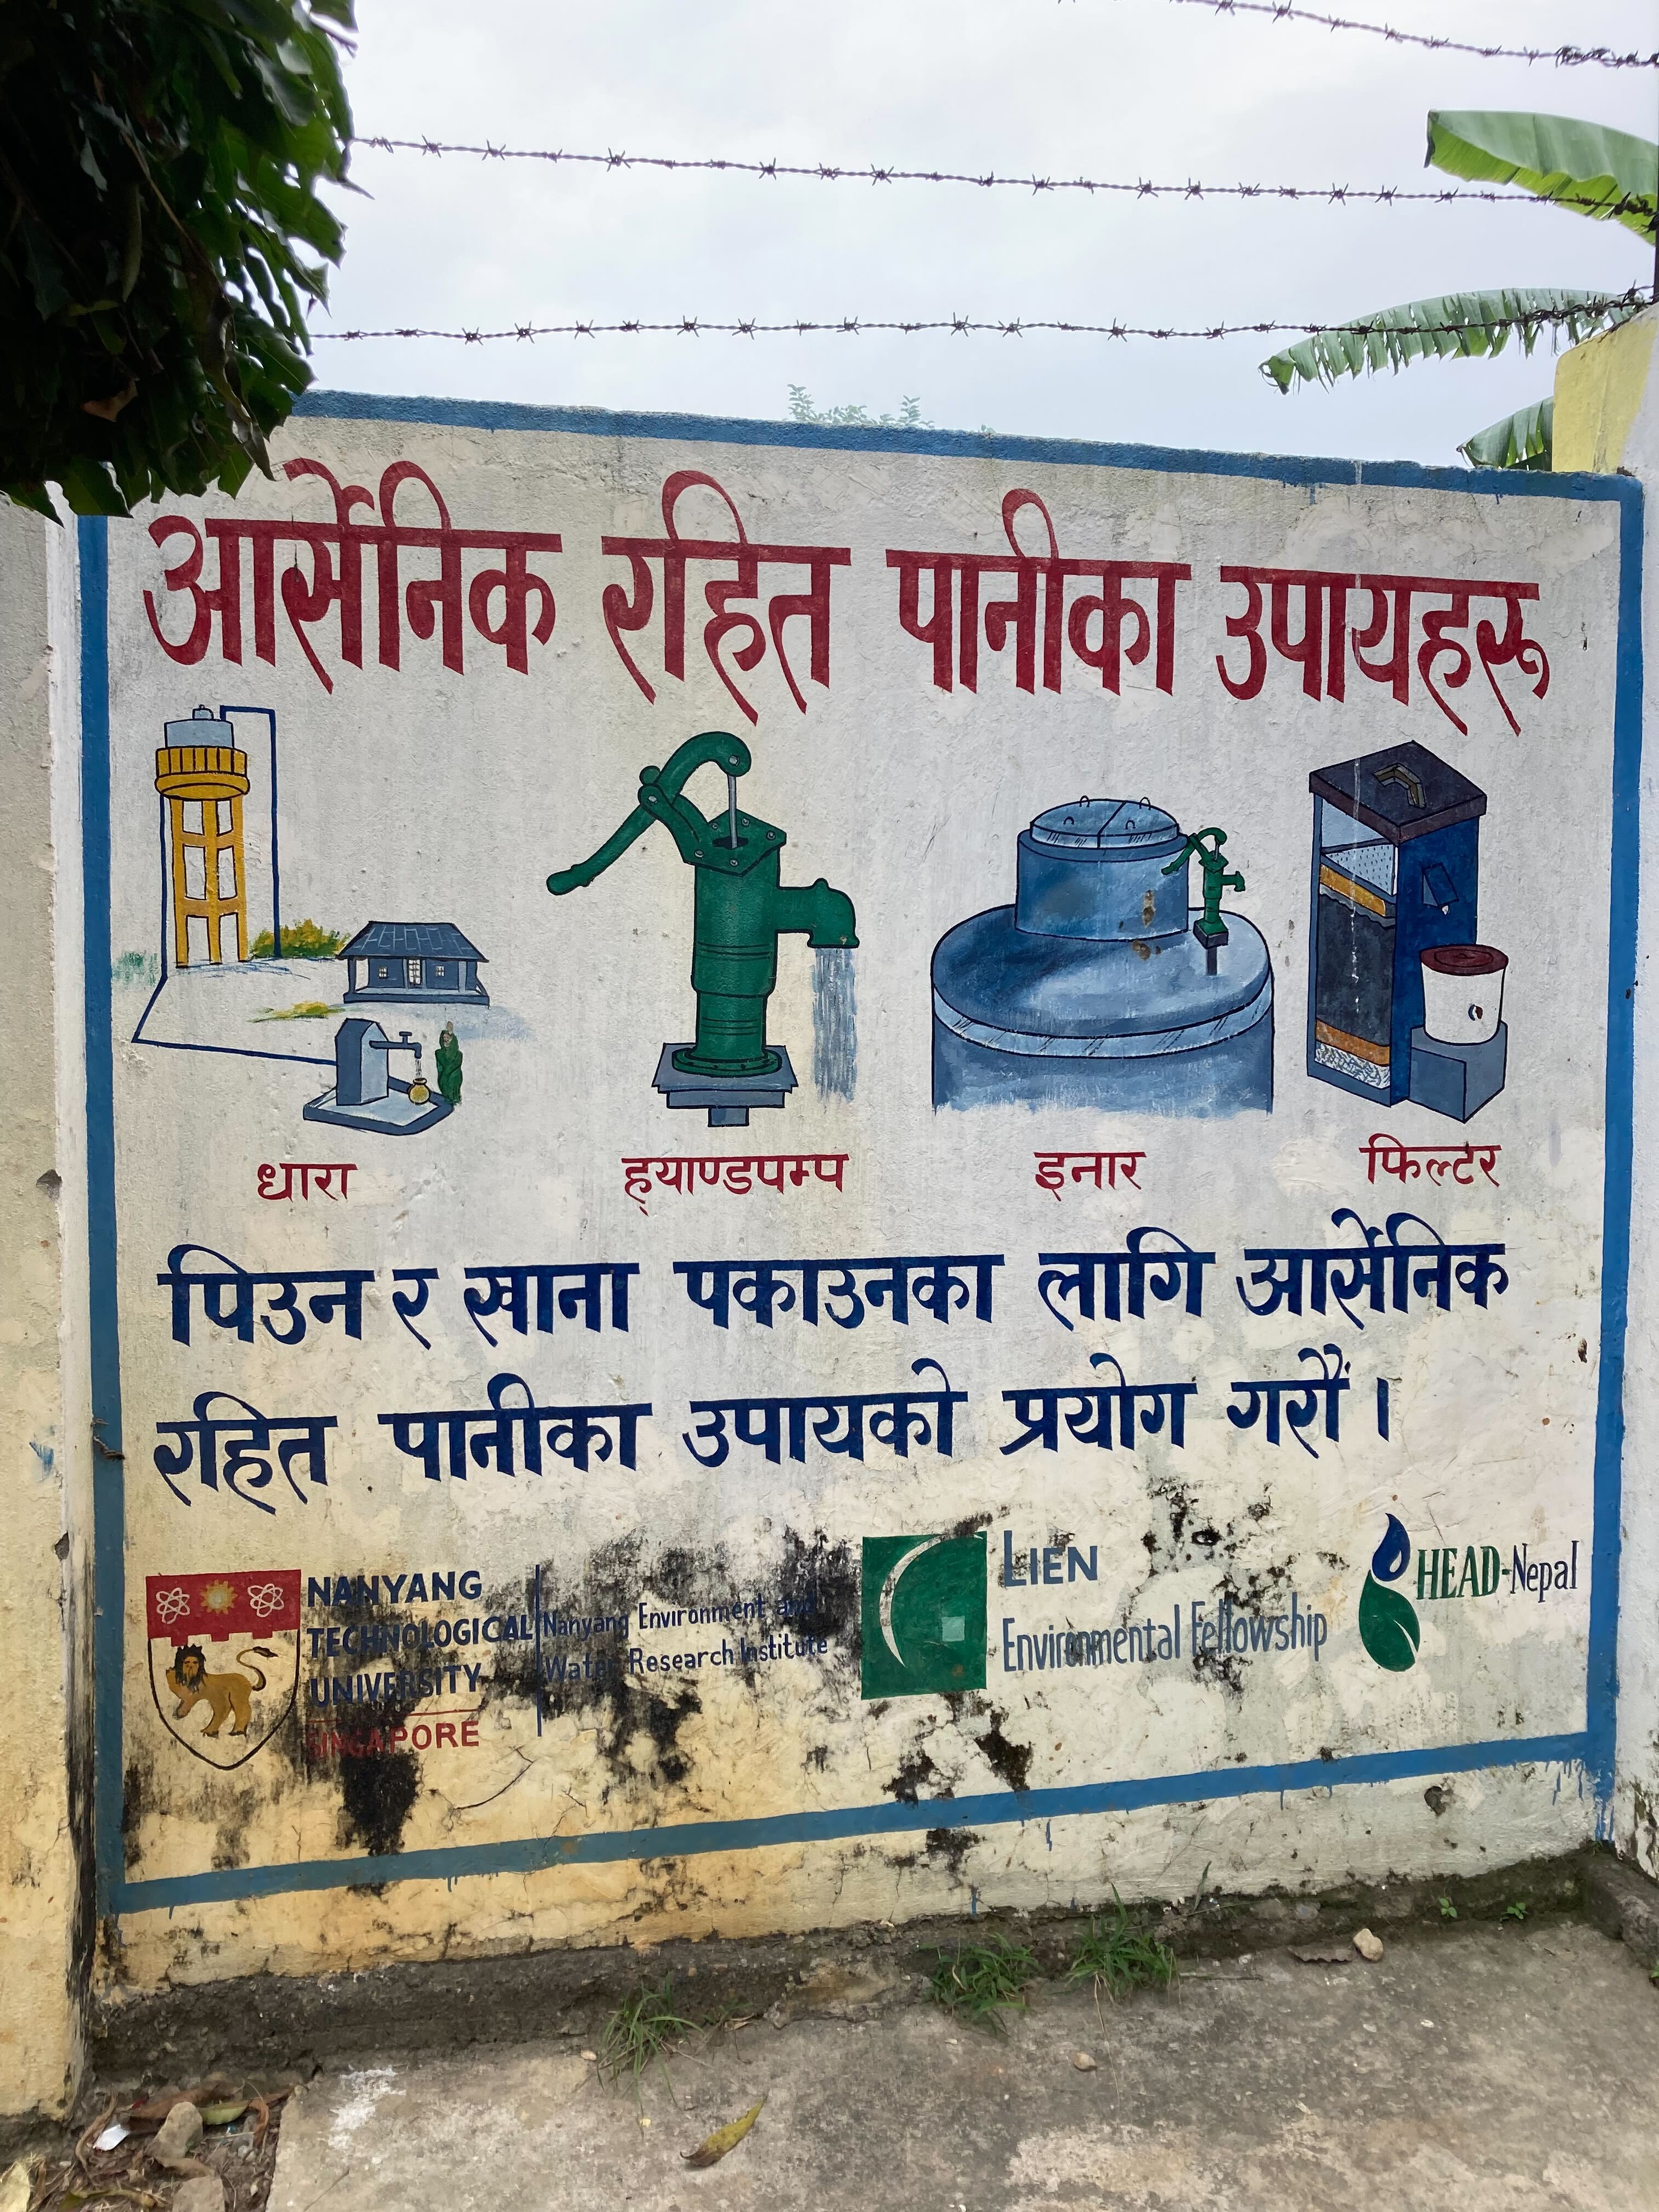 आर्सेनिक रहित पानीका उपायहरू
धारा
ह्याण्डपम्प
इनार
फिल्टर
पिउन र खाना पकाउनका लागि आर्सेनिक
रहित पानीका उपायको प्रयोग गरौं ।
NANYANG
TECHNOLOGICAL
UNIVERSITY
SINGAPORE
Nanyang Environment and
Water Research Institute
LIEN
Environmental Fellowship
HEAD-Nepal